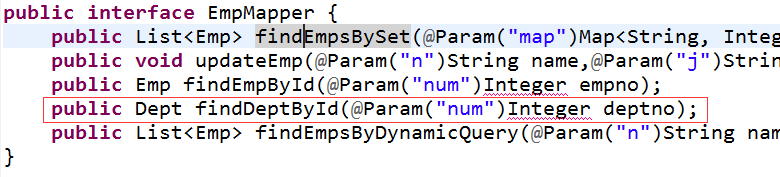 public interface EmpMapper {
public List<Emp> findEmpsBySet(@Param("map")Map<String, Integ
public void updateEmp(@Param("n")String name,@Param("j")Strin
public Emp findEmpById(@Param("num")Integer empno);
public Dept findDeptById(@Param("num")Integer deptno);
public List<Emp> findEmpsByDynamicQuery(@Param("n")String nam
}